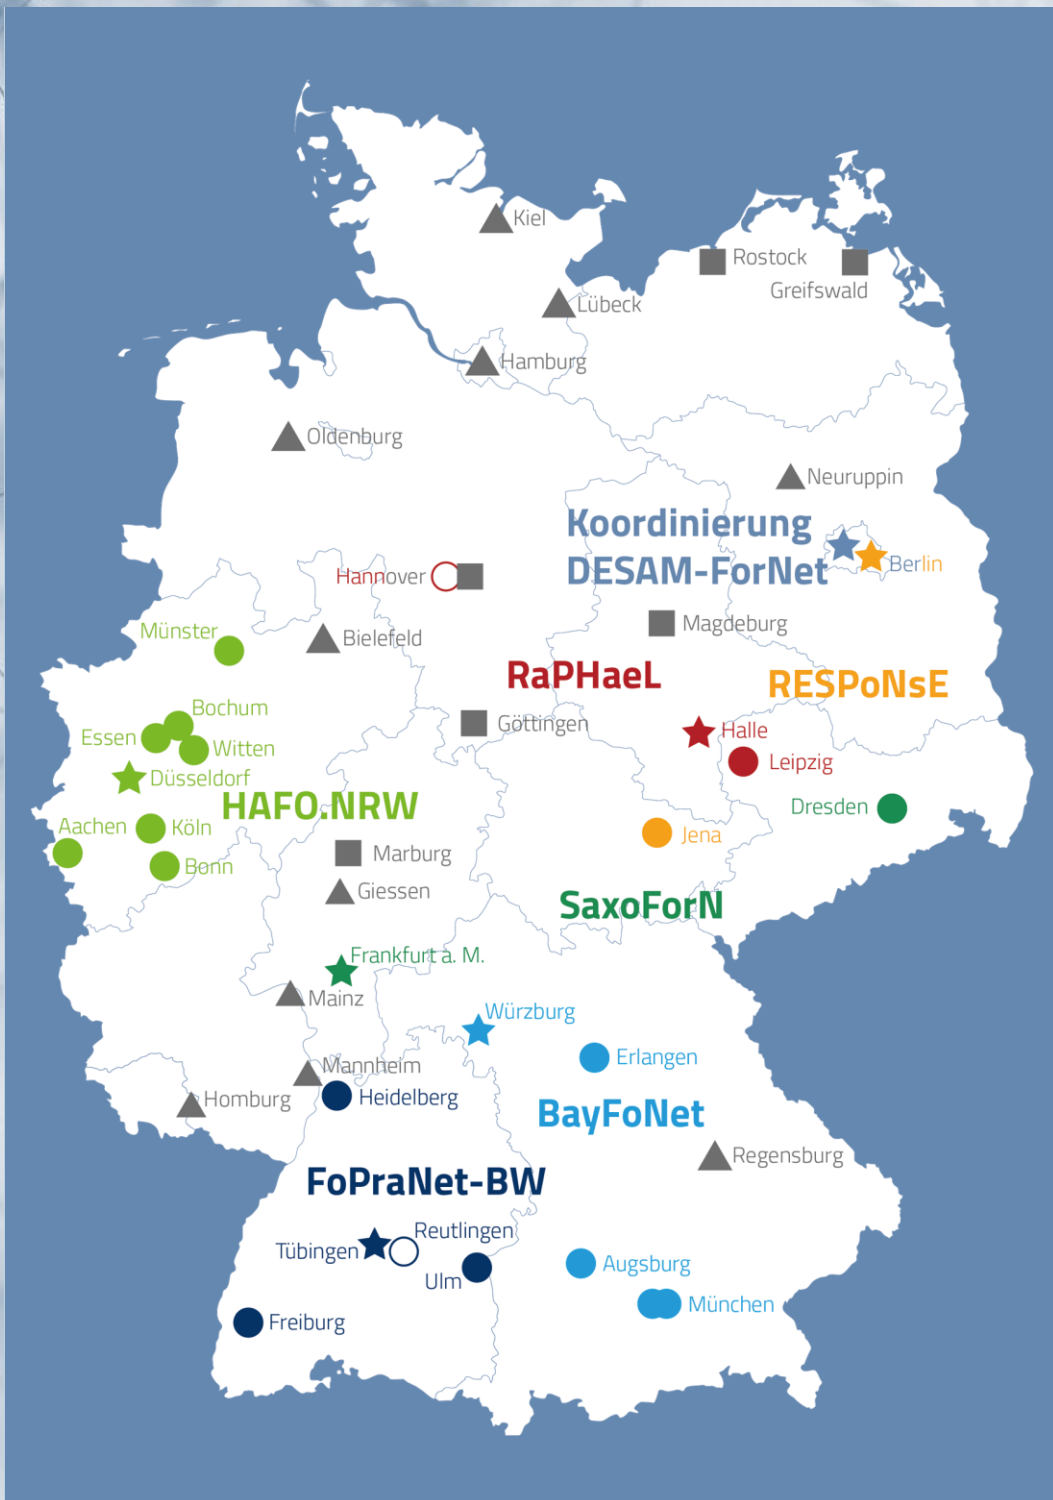 Kiel
Rostock
Greifswald
Lübeck
Hamburg
Oldenburg
Neuruppin
Koordinierung
DESAM-ForNet
Berlin
Hannover
Magdeburg
Münster
Bielefeld
RaPHaeL
RESPoNsE
Bochum
Essen
Witten
Göttingen
Halle
Leipzig
Düsseldorf
HAFO.NRW
Dresden
Aachen
Köln
Jena
Bonn
Marburg
Giessen
SaxoForN
Frankfurt a. M.
Mainz
Würzburg
Erlangen
Mannheim
Homburg
Heidelberg
BayFoNet
Regensburg
FoPraNet-BW
Reutlingen
Tübingen
Ulm
Augsburg
München
Freiburg